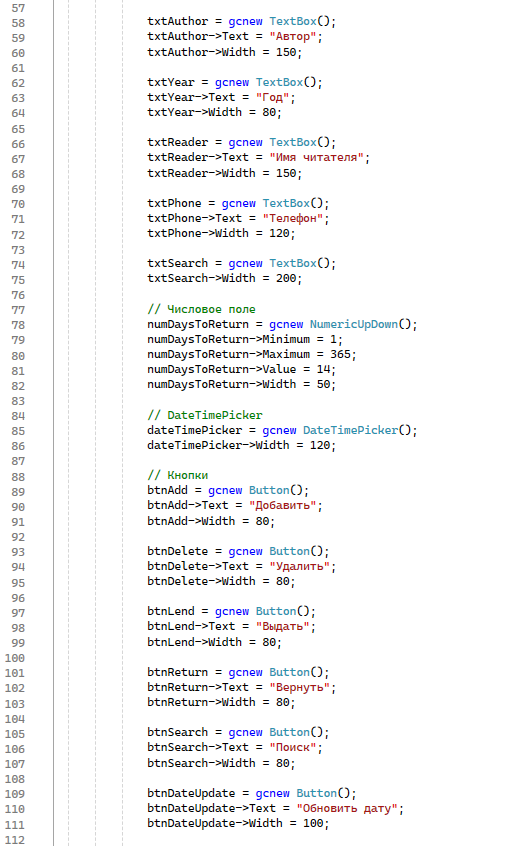 57
58 txtAuthor = gcnew TextBox();
59 txtAuthor->Text = "Автор";
60 txtAuthor->Width = 150;
61
62 txtYear = gcnew TextBox();
63 txtYear->Text = "Год";
64 txtYear->Width = 80;
65
66 txtReader = gcnew TextBox();
67 txtReader->Text = "Имя читателя";
68 txtReader->Width = 150;
69
70 txtPhone = gcnew TextBox();
71 txtPhone->Text = "Телефон";
72 txtPhone->Width = 120;
73
74 txtSearch = gcnew TextBox();
75 txtSearch->Width = 200;
76
77 // Числовое поле
78 numDaysToReturn = gcnew NumericUpDown();
79 numDaysToReturn->Minimum = 1;
80 numDaysToReturn->Maximum = 365;
81 numDaysToReturn->Value = 14;
82 numDaysToReturn->Width = 50;
83
84 // DateTimePicker
85 dateTimePicker = gcnew DateTimePicker();
86 dateTimePicker->Width = 120;
87
88 // Кнопки
89 btnAdd = gcnew Button();
90 btnAdd->Text = "Добавить";
91 btnAdd->Width = 80;
92
93 btnDelete = gcnew Button();
94 btnDelete->Text = "Удалить";
95 btnDelete->Width = 80;
96
97 btnLend = gcnew Button();
98 btnLend->Text = "Выдать";
99 btnLend->Width = 80;
100
101 btnReturn = gcnew Button();
102 btnReturn->Text = "Вернуть";
103 btnReturn->Width = 80;
104
105 btnSearch = gcnew Button();
106 btnSearch->Text = "Поиск";
107 btnSearch->Width = 80;
108
109 btnDateUpdate = gcnew Button();
110 btnDateUpdate->Text = "Обновить дату";
111 btnDateUpdate->Width = 100;
112